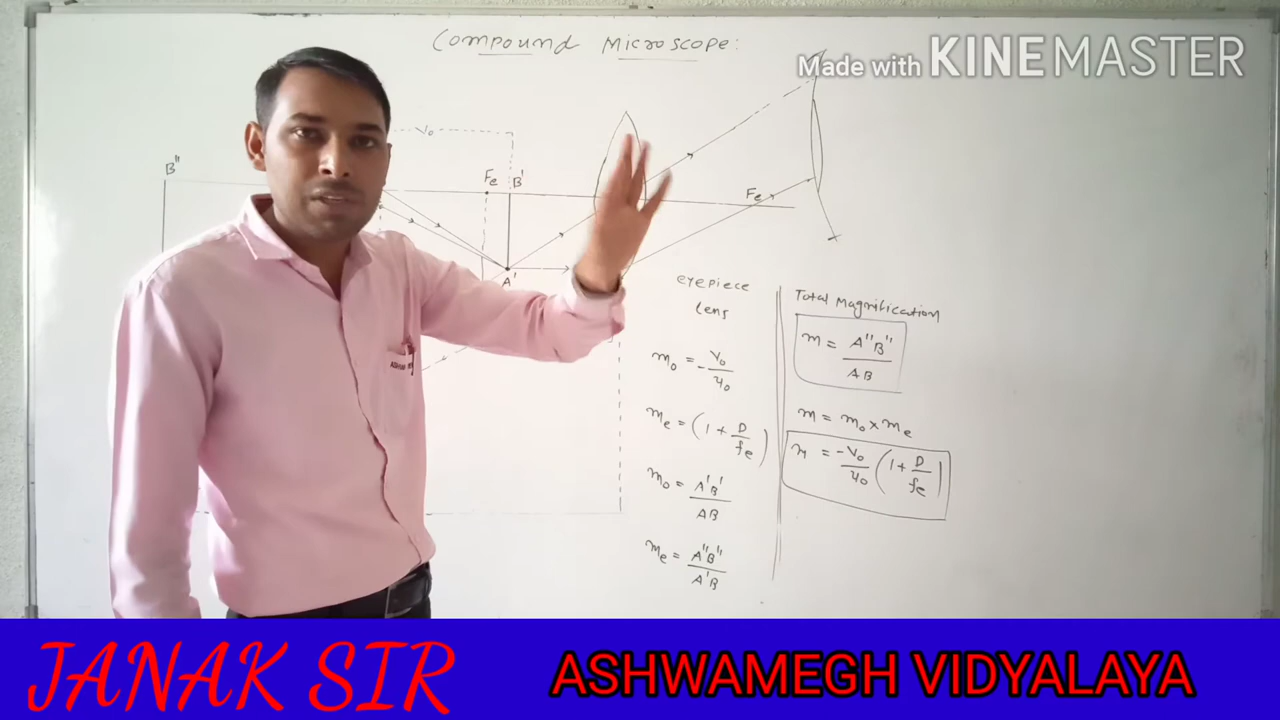 Compound Microscope:
Made with KINEMASTER
V₀
B"
Fe
B'
Fe
A'
eyepiece
lens
m₀ = -V₀/u₀
mₑ = (1 + D/fₑ)
m₀ = A'B'/AB
mₑ = A"B"/A'B
Total Magnification
m = A"B"/AB
m = m₀ × mₑ
m = -V₀/u₀ (1 + D/fₑ)
JANAK SIR
ASHWAMEGH VIDYALAYA